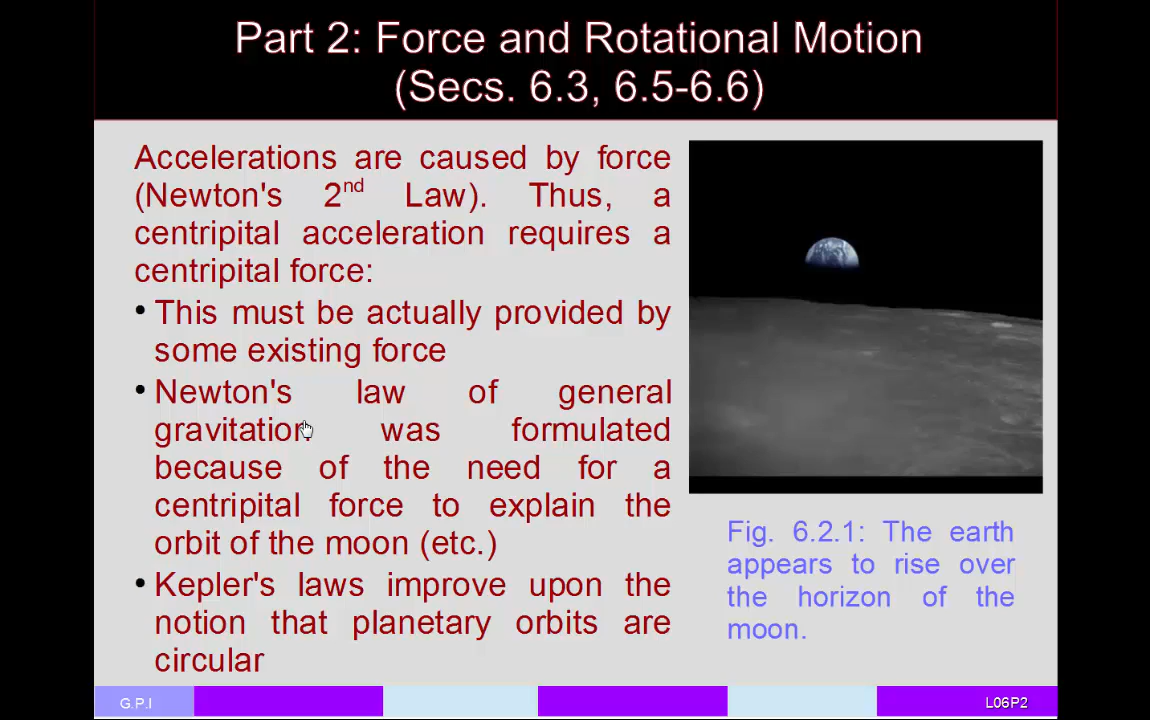 Part 2: Force and Rotational Motion
(Secs. 6.3, 6.5-6.6)
Accelerations are caused by force
(Newton's 2nd Law). Thus, a
centripital acceleration requires a
centripital force:
• This must be actually provided by
some existing force
• Newton's law of general
gravitation was formulated
because of the need for a
centripital force to explain the
orbit of the moon (etc.)
• Kepler's laws improve upon the
notion that planetary orbits are
circular
Fig. 6.2.1: The earth
appears to rise over
the horizon of the
moon.
G.P.I
L06P2